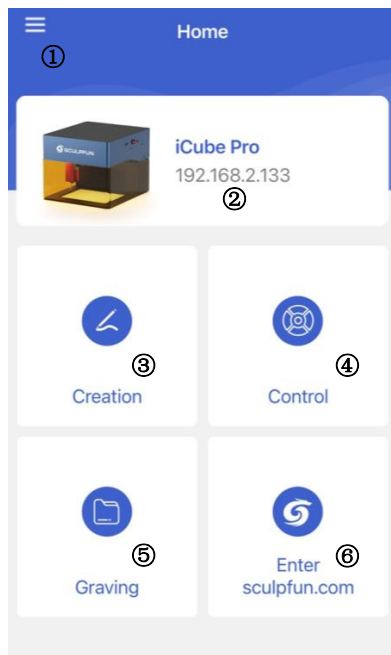 Home
①
SCULPFUN
iCube Pro
192.168.2.133
②
③
④
Creation
Control
⑤
⑥
Graving
Enter
sculpfun.com